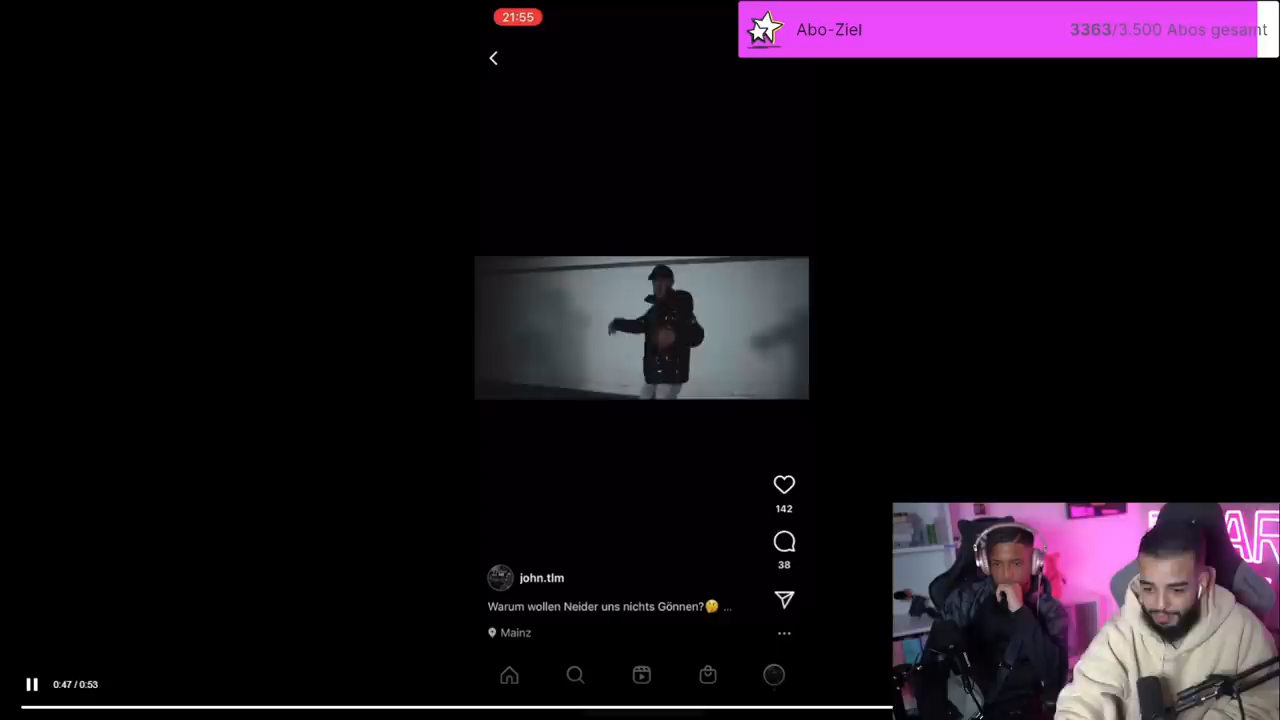 21:55
Abo-Ziel
3363/3.500 Abos gesamt
142
38
john.tlm
Warum wollen Neider uns nichts Gönnen?🤔 ...
Mainz
0:47 / 0:53
AR